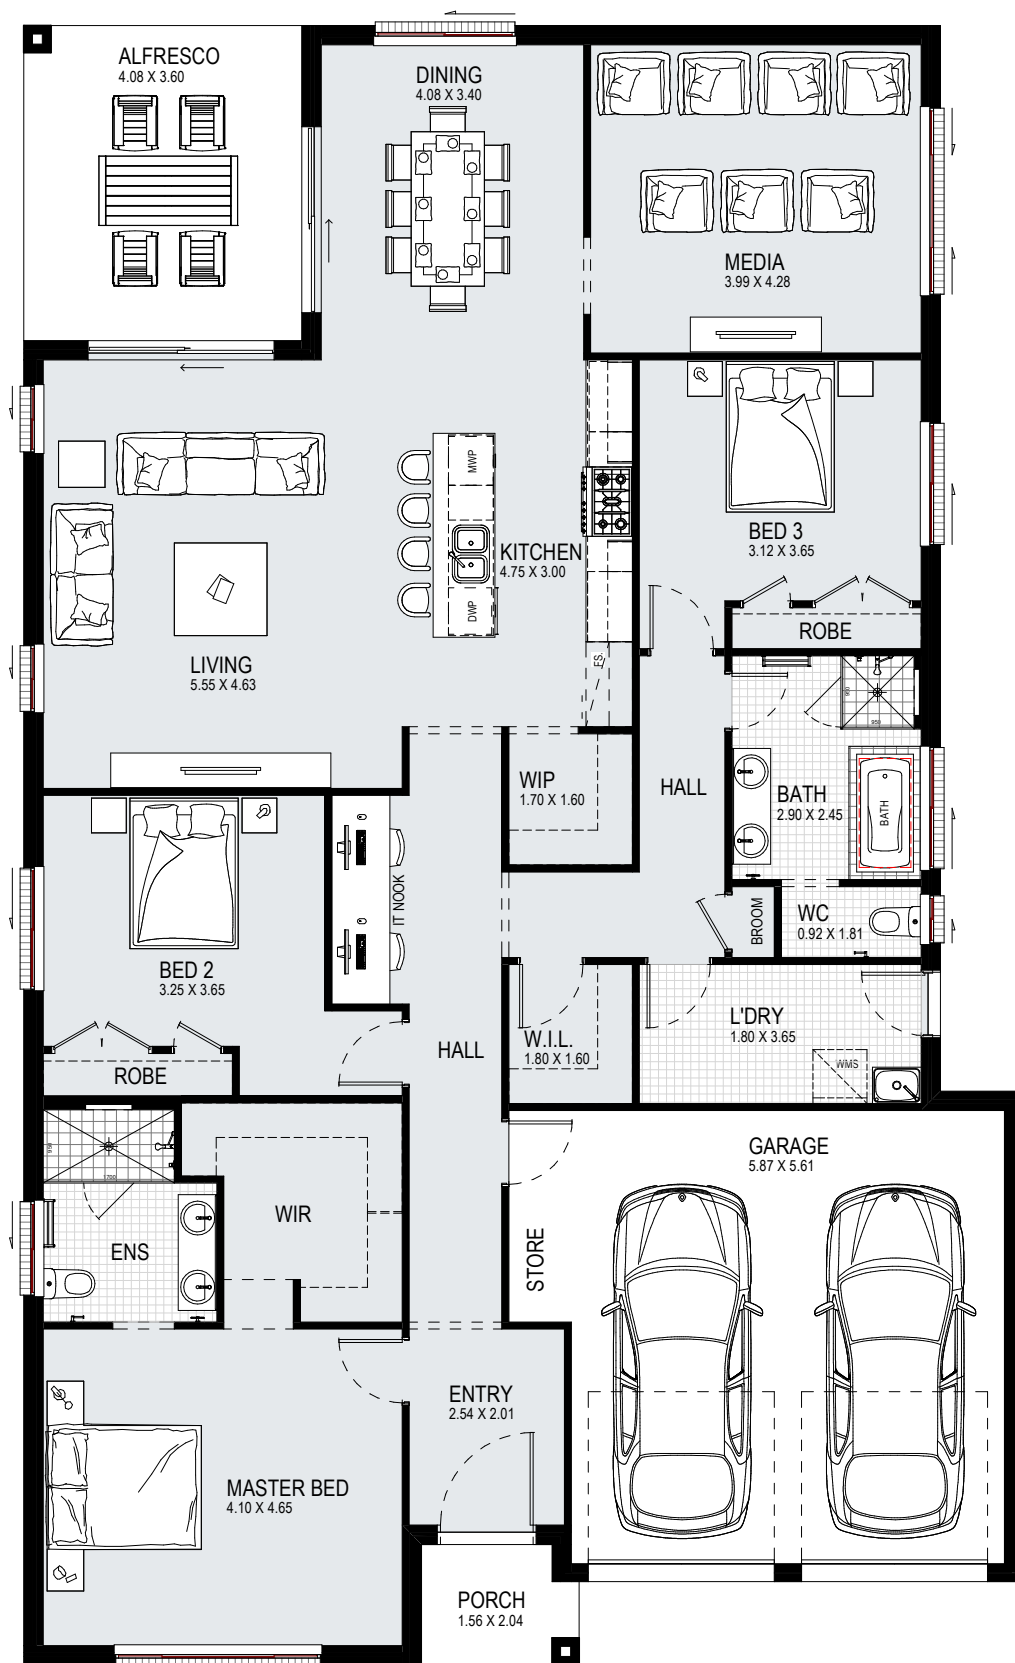 ALFRESCO
4.08 X 3.60
DINING
4.08 X 3.40
MEDIA
3.99 X 4.28
MWP
KITCHEN
4.75 X 3.00
DWP
F.S.
BED 3
3.12 X 3.65
ROBE
LIVING
5.55 X 4.63
950
950
WIP
1.70 X 1.60
HALL
BATH
2.90 X 2.45
BATH
IT NOOK
BROOM
WC
0.92 X 1.81
BED 2
3.25 X 3.65
ROBE
HALL
W.I.L.
1.80 X 1.60
L'DRY
1.80 X 3.65
WMS
950
1700
WIR
ENS
STORE
GARAGE
5.87 X 5.61
ENTRY
2.54 X 2.01
MASTER BED
4.10 X 4.65
PORCH
1.56 X 2.04